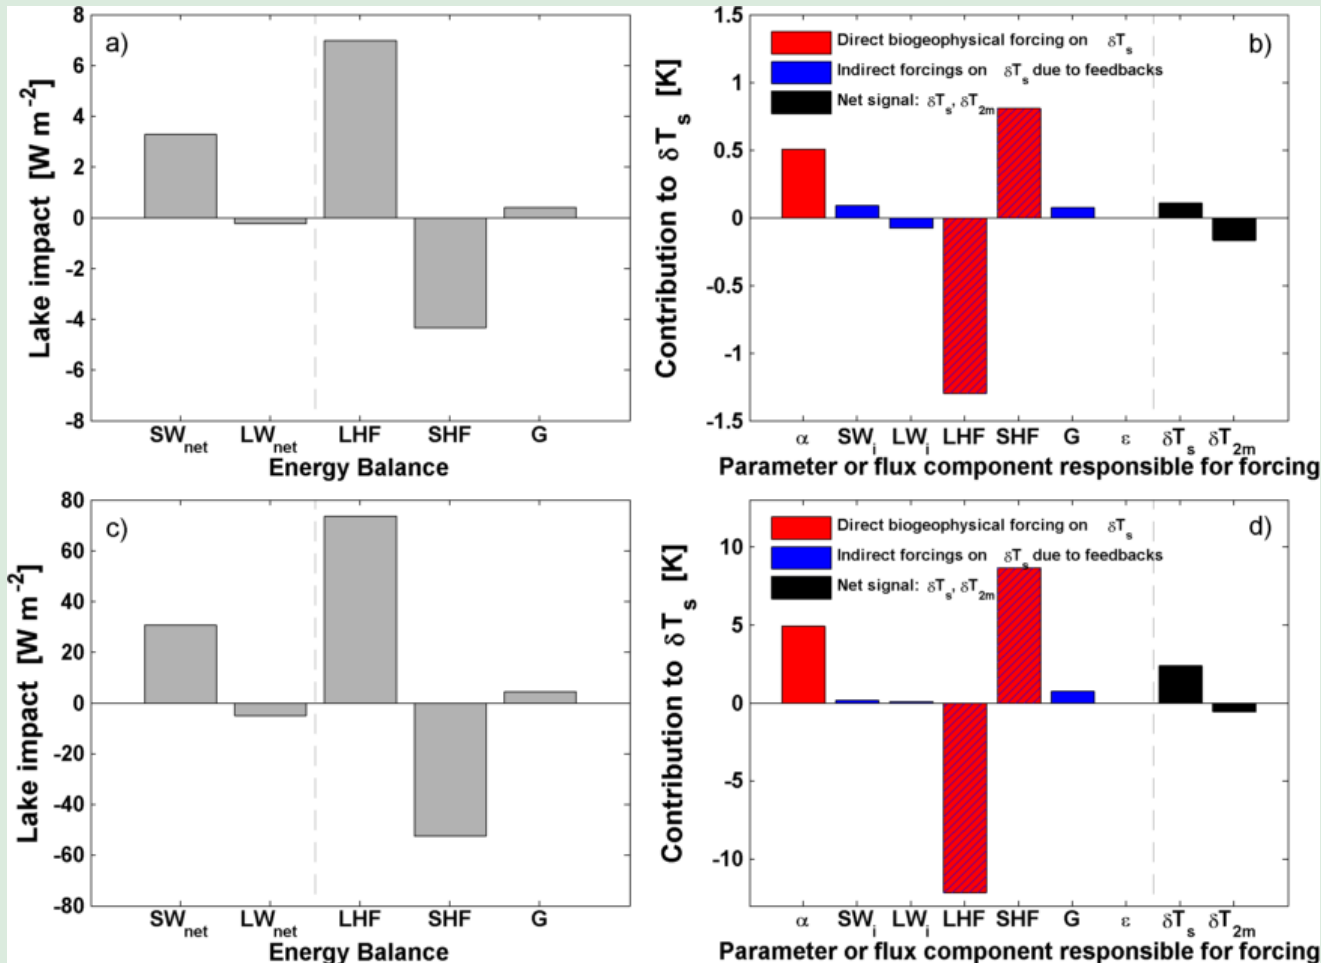 a)
Lake impact [W m-2]
8
6
4
2
0
-2
-4
-6
-8
SWnet LWnet LHF SHF G
Energy Balance
b)
Direct biogeophysical forcing on δTs
Indirect forcings on δTs due to feedbacks
Net signal: δTs, δT2m
Contribution to δTs [K]
1.5
1
0.5
0
-0.5
-1
-1.5
α SWi LWi LHF SHF G ε δTs δT2m
Parameter or flux component responsible for forcing
c)
Lake impact [W m-2]
80
60
40
20
0
-20
-40
-60
-80
SWnet LWnet LHF SHF G
Energy Balance
d)
Direct biogeophysical forcing on δTs
Indirect forcings on δTs due to feedbacks
Net signal: δTs, δT2m
Contribution to δTs [K]
10
5
0
-5
-10
α SWi LWi LHF SHF G ε δTs δT2m
Parameter or flux component responsible for forcing